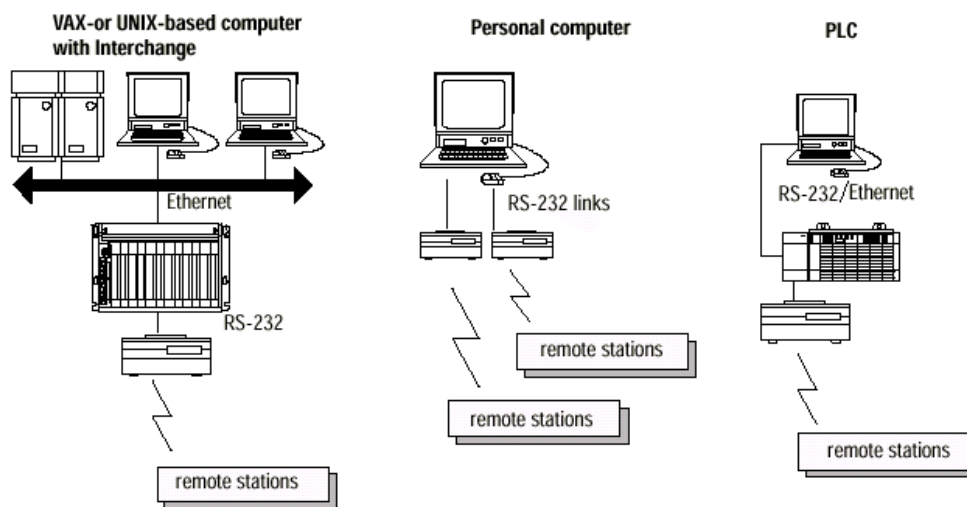 VAX-or UNIX-based computer
with Interchange
Ethernet
RS-232
remote stations
Personal computer
RS-232 links
remote stations
remote stations
PLC
RS-232/Ethernet
remote stations